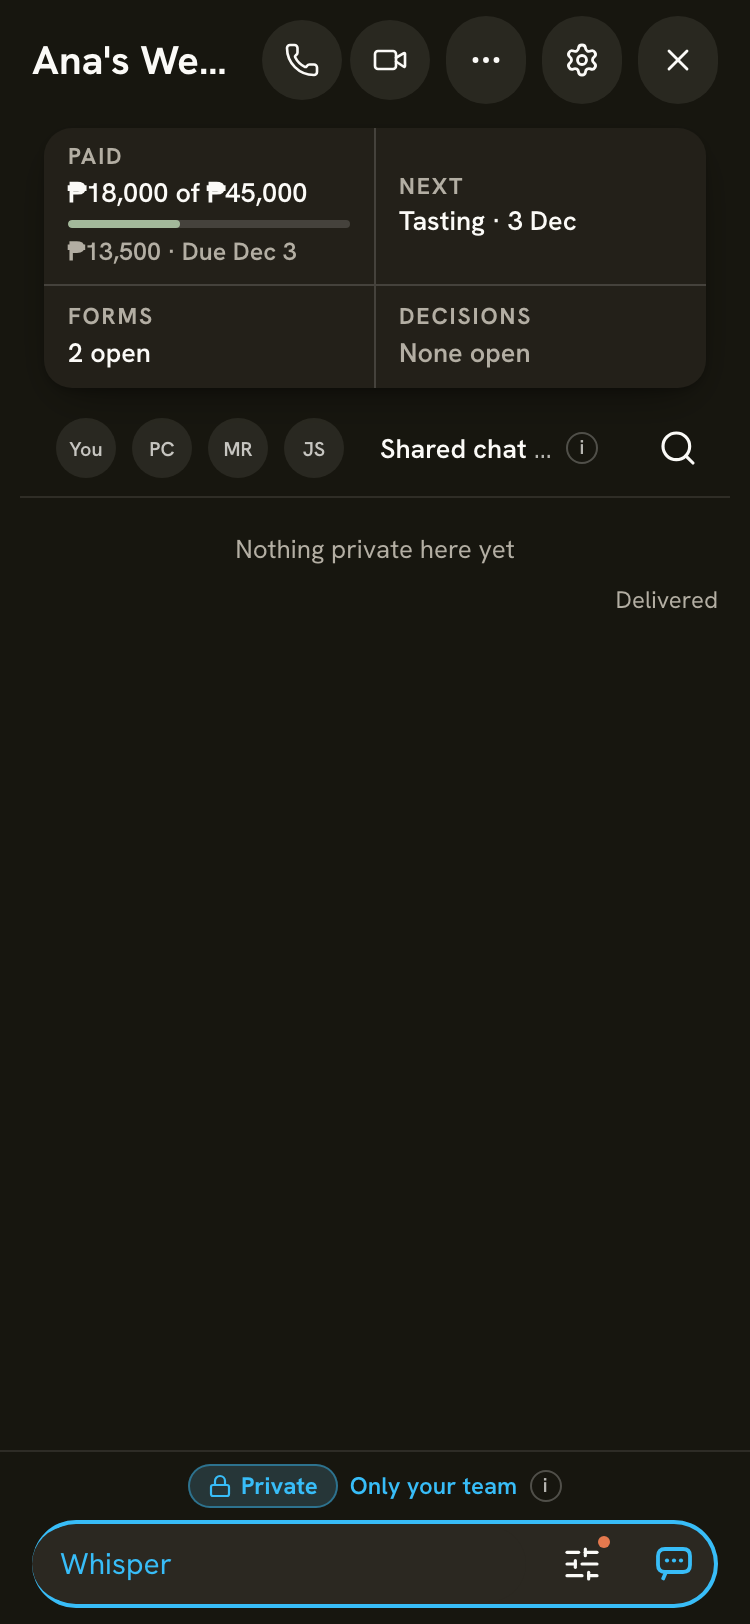 Ana's We...
PAID
₱18,000 of ₱45,000
₱13,500 · Due Dec 3
NEXT
Tasting · 3 Dec
FORMS
2 open
DECISIONS
None open
You PC MR JS Shared chat ... i
Nothing private here yet
Delivered
Private Only your team i
Whisper